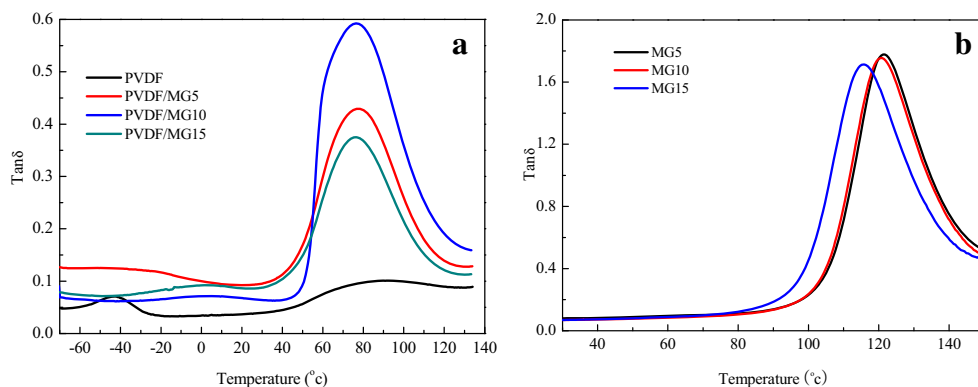 a
PVDF
PVDF/MG5
PVDF/MG10
PVDF/MG15
0.6
0.5
0.4
0.3
0.2
0.1
0.0
Tanδ
-60 -40 -20 0 20 40 60 80 100 120 140
Temperature (°c)
b
MG5
MG10
MG15
2.0
1.6
1.2
0.8
0.4
0.0
Tanδ
40 60 80 100 120 140
Temperature (°c)